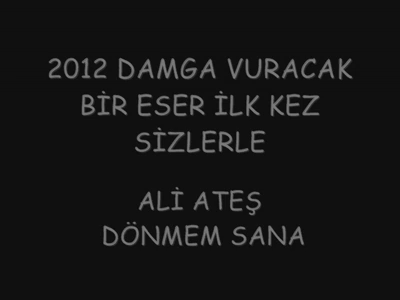 2012 DAMGA VURACAK
BİR ESER İLK KEZ
SİZLERLE
ALİ ATEŞ
DÖNMEM SANA